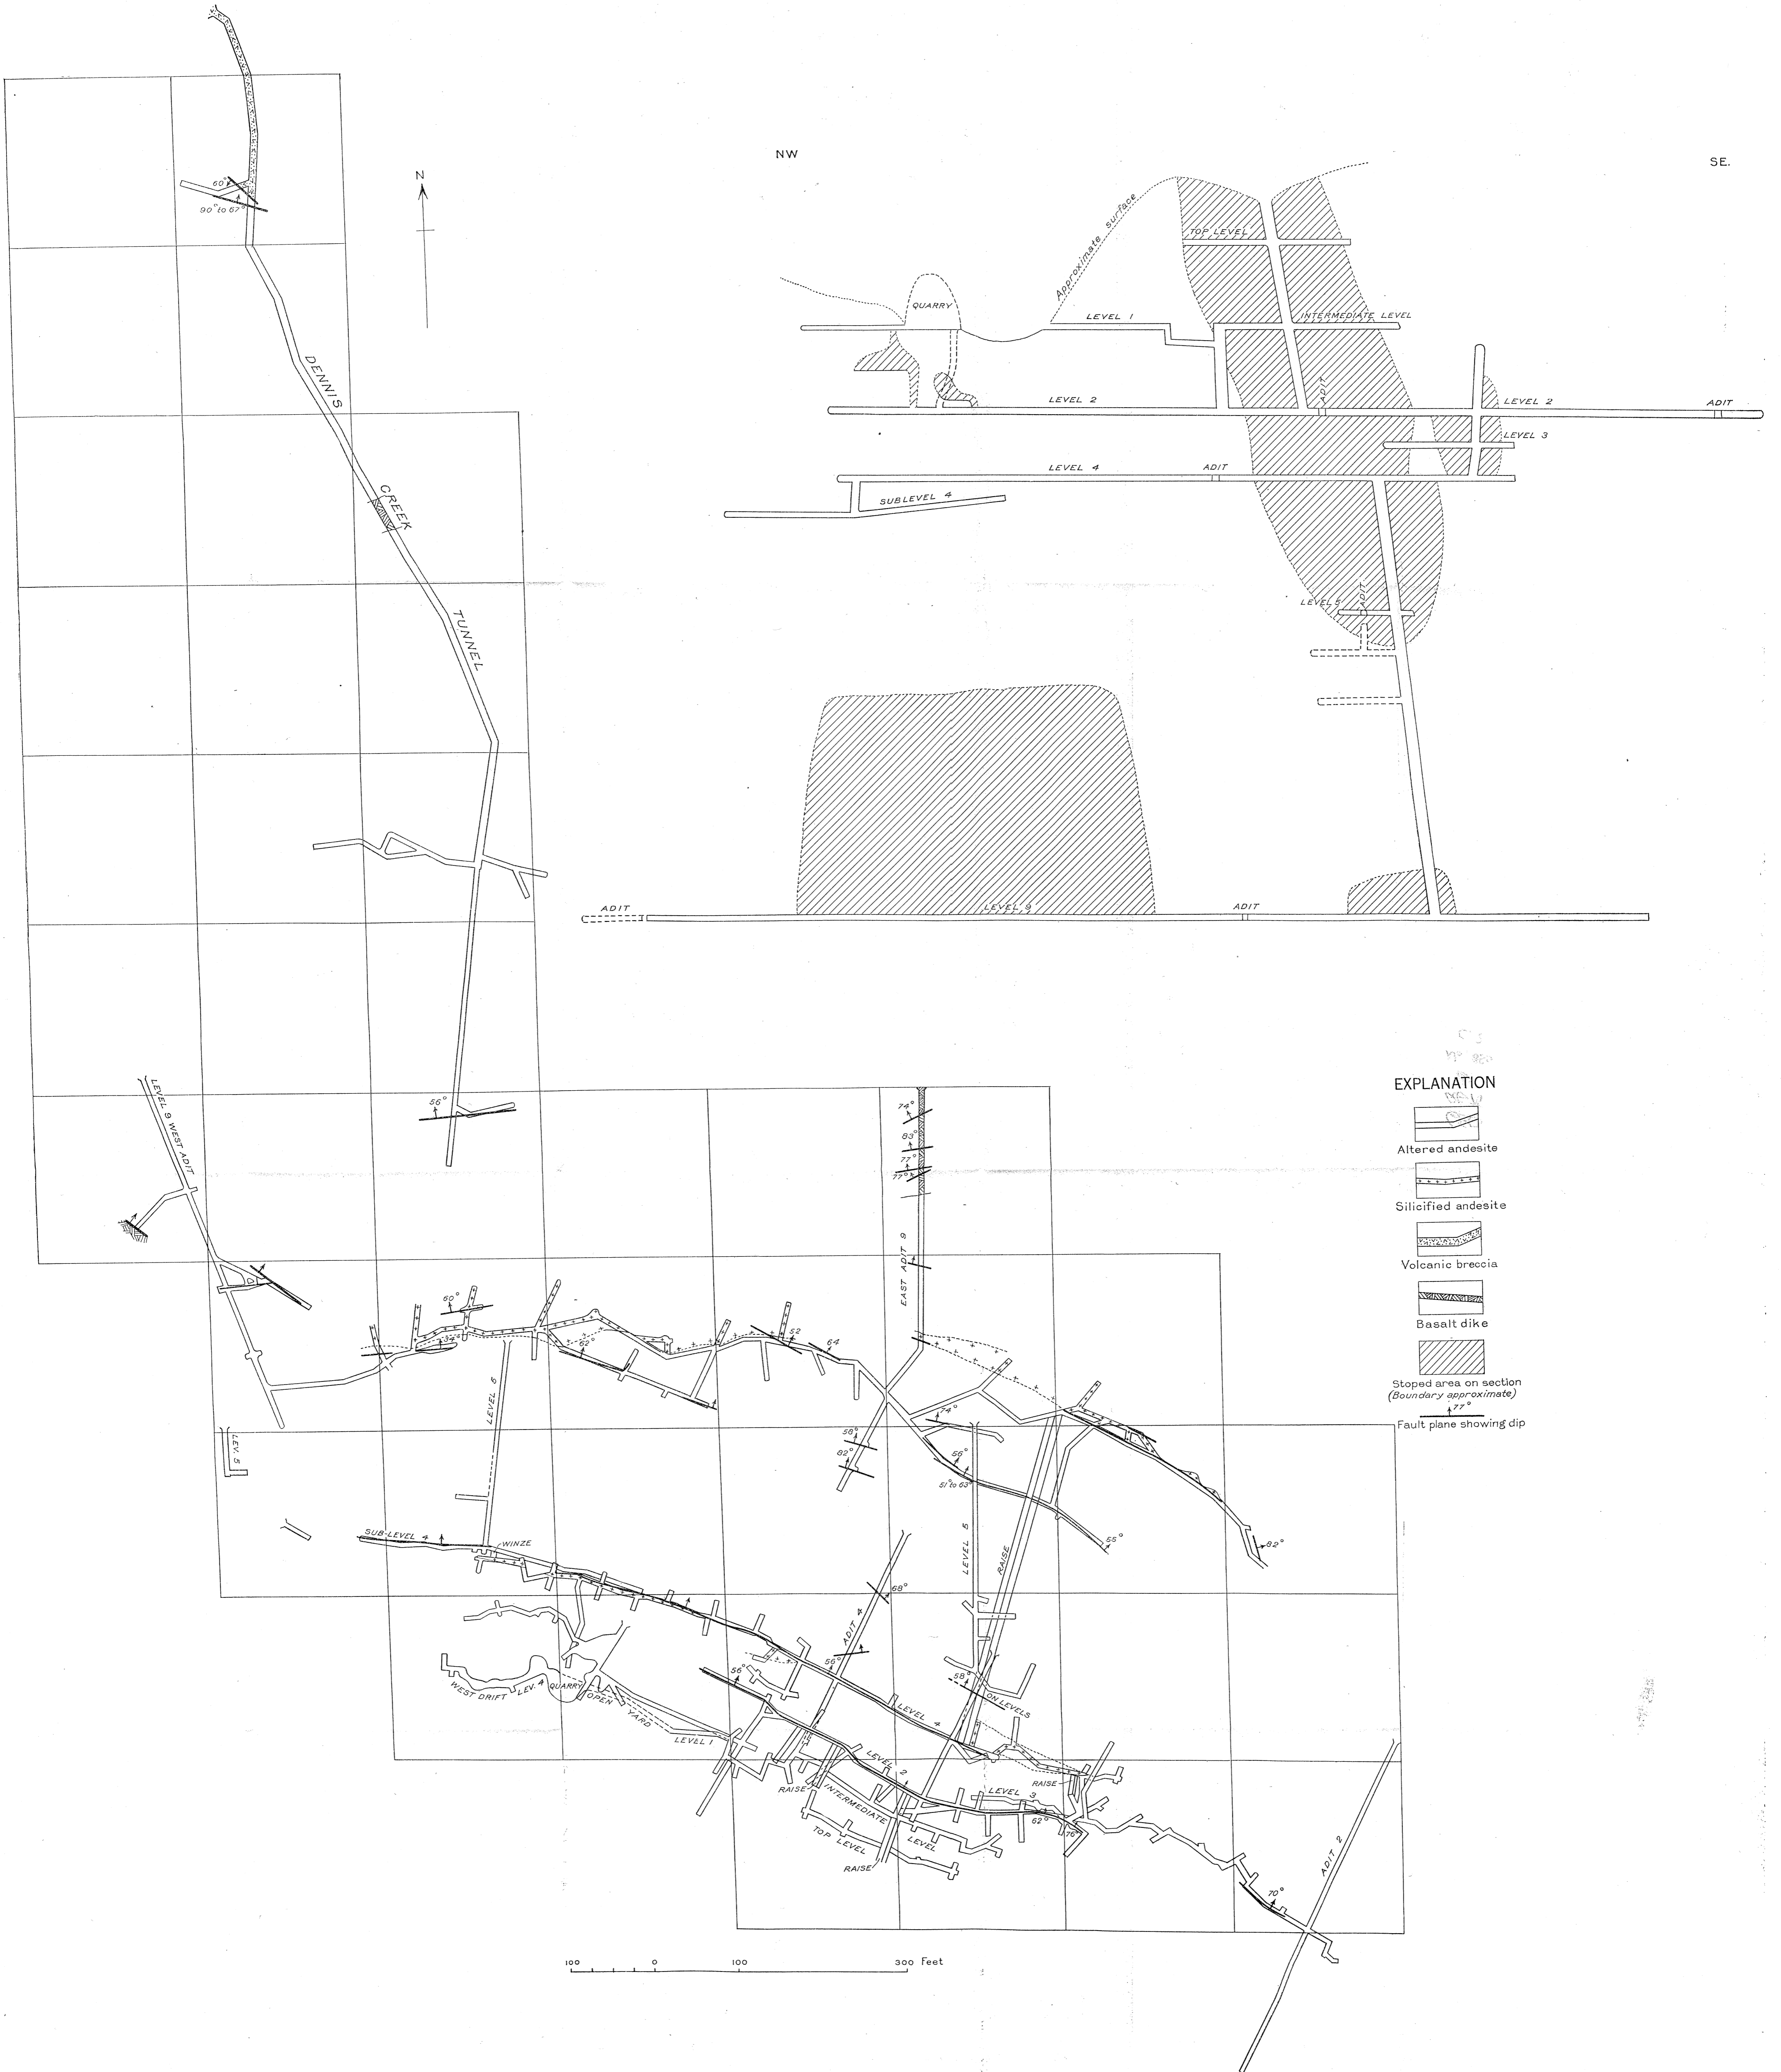 NW
SE.
60°
90° to 67°
N
DENNIS
CREEK
TUNNEL
Approximate surface
QUARRY
TOP LEVEL
LEVEL 1
INTERMEDIATE LEVEL
LEVEL 2
ADIT
LEVEL 2
ADIT
LEVEL 3
LEVEL 4
ADIT
SUBLEVEL 4
LEVEL 5
ADIT
ADIT
LEVEL 9
ADIT
56°
LEVEL 9 WEST ADIT
74°
83°
77°
77°
EAST ADIT 9
60°
54°
62°
52
64
LEVEL 5
LEV. 5
74°
58°
82°
56°
51° to 63°
55°
82°
SUB-LEVEL 4
WINZE
LEVEL 5
RAISE
68°
ADIT 4
56°
56°
58°
ON LEVELS
WEST DRIFT LEV. 4
QUARRY
OPEN
YARD
LEVEL 1
LEVEL 4
LEVEL 2
RAISE
INTERMEDIATE
LEVEL
TOP LEVEL
RAISE
LEVEL 3
RAISE
62°
76°
70°
ADIT 2
EXPLANATION
Altered andesite
Silicified andesite
Volcanic breccia
Basalt dike
Stoped area on section
(Boundary approximate)
77°
Fault plane showing dip
100 0 100 300 Feet